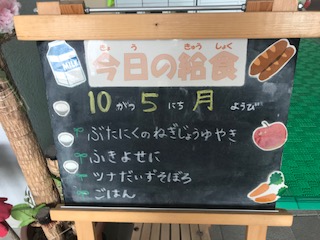 MILK
きょう きゅうしょく
今日の給食
10がつ5にち月ようび
ぶたにくのねぎじょうゆやき
ふきよせに
ツナだいずそぼろ
ごはん